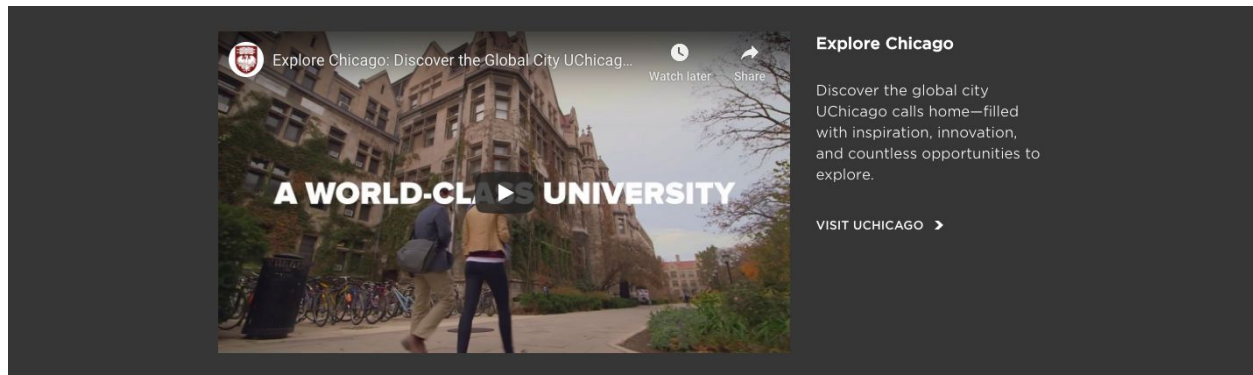 Explore Chicago: Discover the Global City UChicag...
Watch later
Share
A WORLD-CLASS UNIVERSITY
Explore Chicago
Discover the global city
UChicago calls home—filled
with inspiration, innovation,
and countless opportunities to
explore.
VISIT UCHICAGO